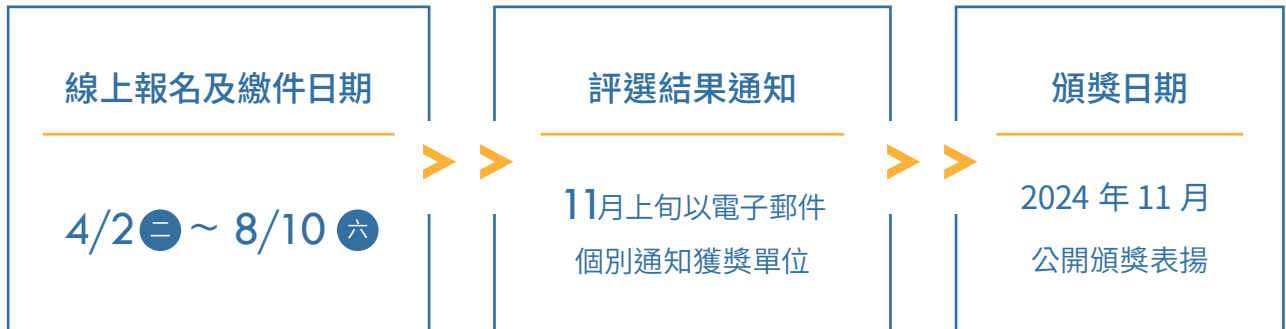 線上報名及繳件日期
4/2 二 ~ 8/10 六
評選結果通知
11月上旬以電子郵件
個別通知獲獎單位
頒獎日期
2024 年 11 月
公開頒獎表揚